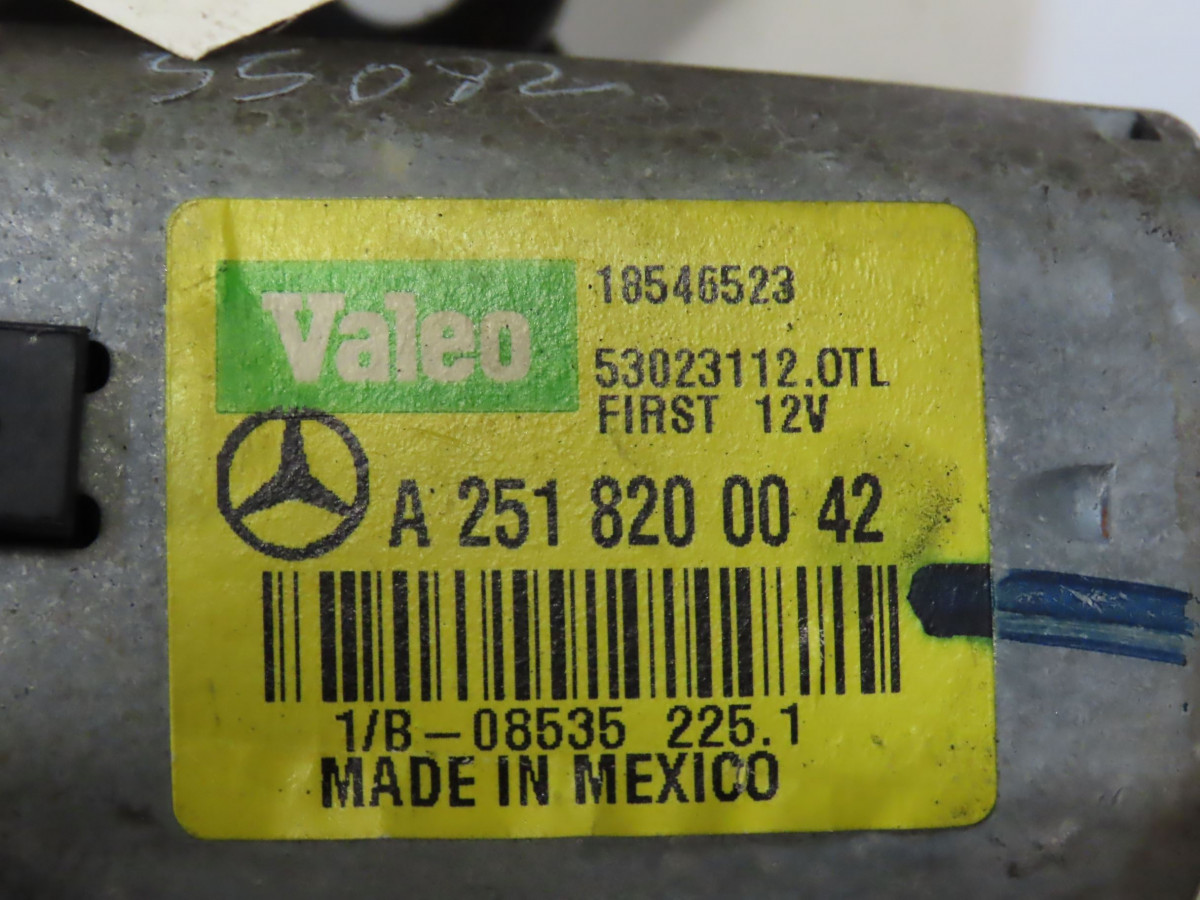 55072
Valeo
18546523
53023112.OTL
FIRST 12V
A 251 820 00 42
1/B-08535 225.1
MADE IN MEXICO